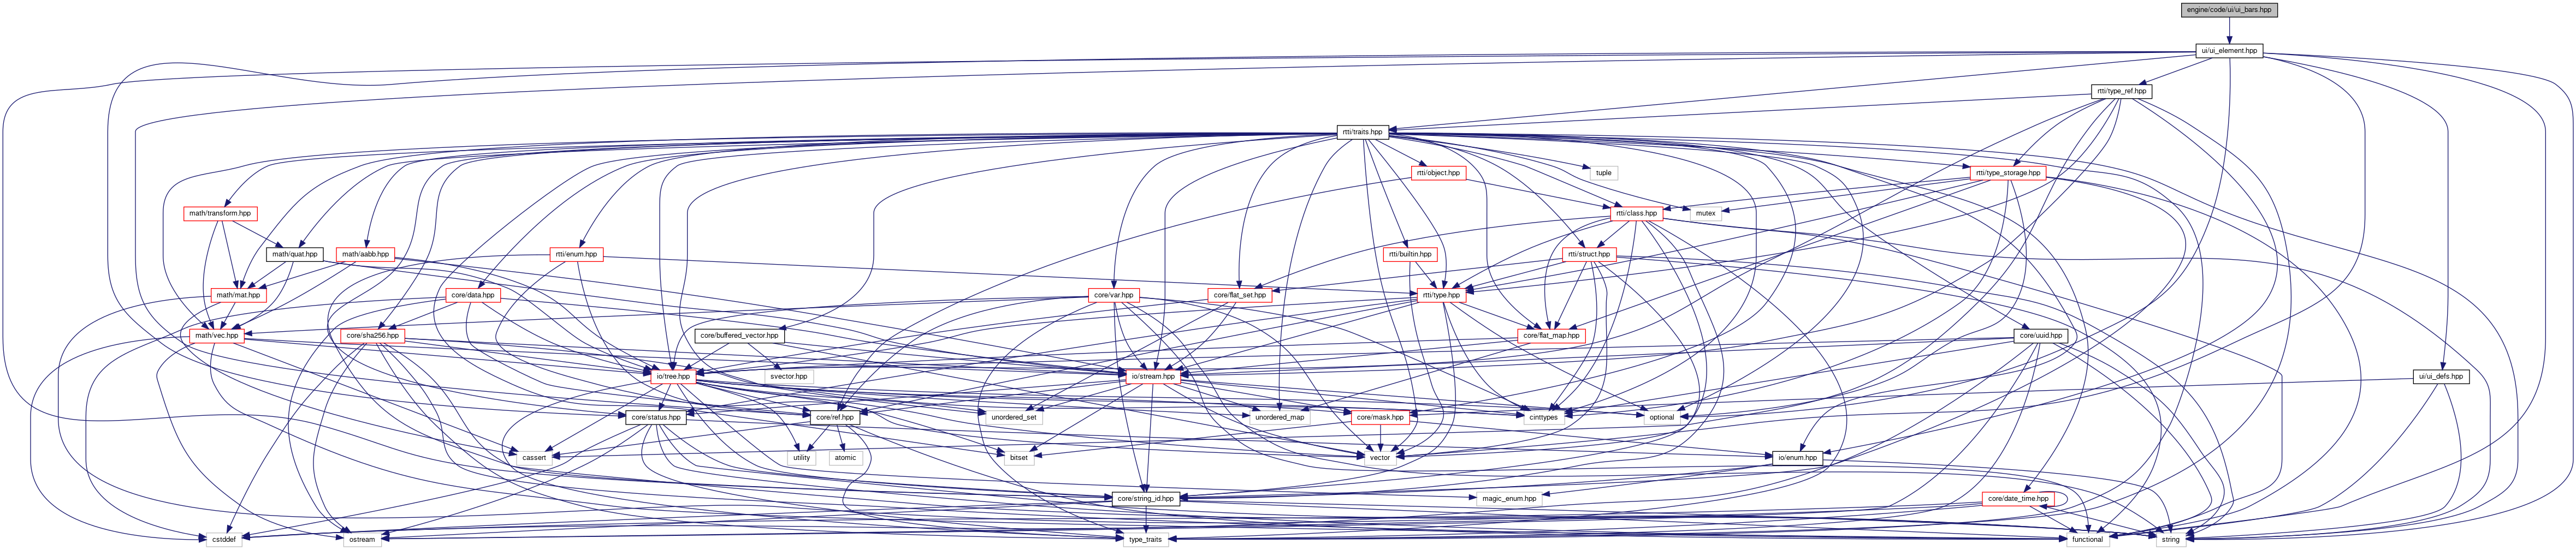 engine/code/ui/ui_bars.hpp
ui/ui_element.hpp
rtti/type_ref.hpp
rtti/traits.hpp
rtti/object.hpp
tuple
rtti/type_storage.hpp
math/transform.hpp
rtti/class.hpp
mutex
math/quat.hpp
math/aabb.hpp
rtti/enum.hpp
rtti/builtin.hpp
rtti/struct.hpp
math/mat.hpp
core/data.hpp
core/var.hpp
core/flat_set.hpp
rtti/type.hpp
math/vec.hpp
core/sha256.hpp
core/buffered_vector.hpp
core/flat_map.hpp
core/uuid.hpp
io/tree.hpp
svector.hpp
io/stream.hpp
ui/ui_defs.hpp
core/status.hpp
core/ref.hpp
unordered_set
unordered_map
core/mask.hpp
cinttypes
optional
cassert
utility
atomic
bitset
vector
io/enum.hpp
core/string_id.hpp
magic_enum.hpp
core/date_time.hpp
cstddef
ostream
type_traits
functional
string